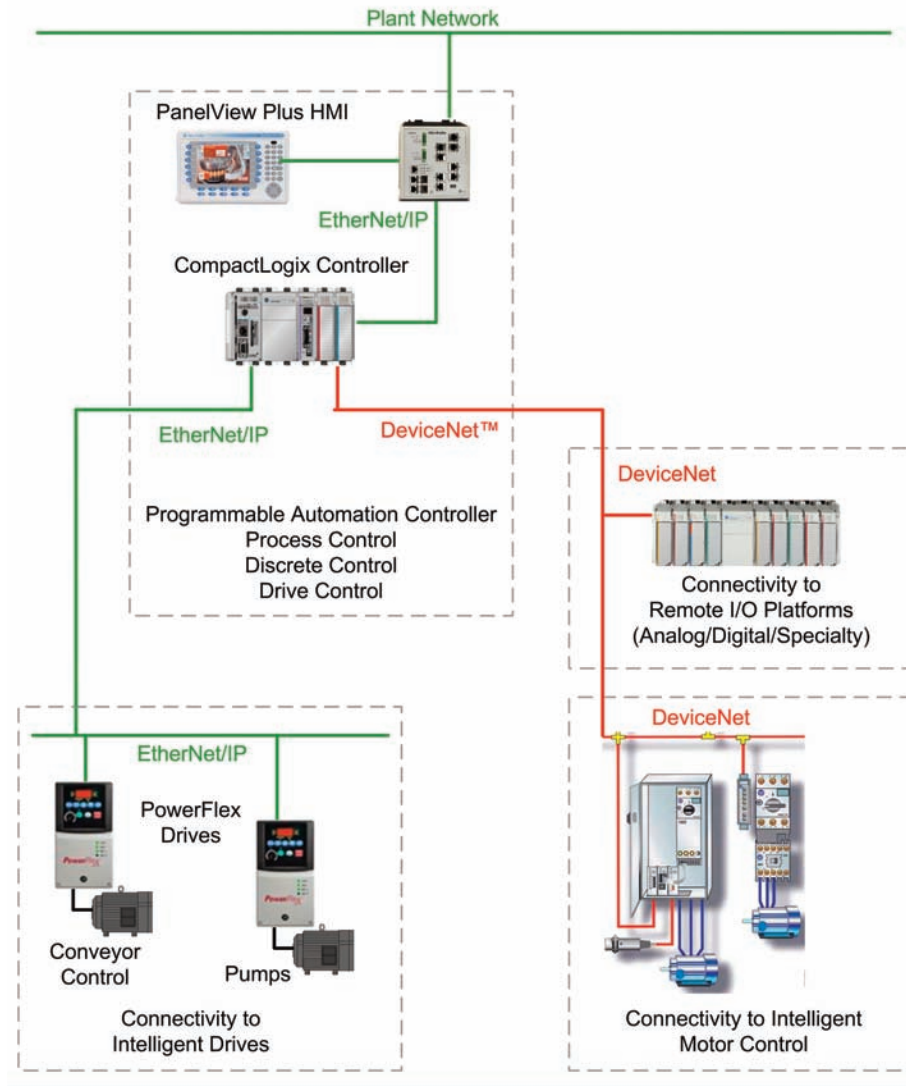 Plant Network
PanelView Plus HMI
EtherNet/IP
CompactLogix Controller
EtherNet/IP
DeviceNet™
Programmable Automation Controller
Process Control
Discrete Control
Drive Control
DeviceNet
Connectivity to
Remote I/O Platforms
(Analog/Digital/Specialty)
EtherNet/IP
PowerFlex
Drives
PowerFlex
PowerFlex
Conveyor
Control
Pumps
Connectivity to
Intelligent Drives
DeviceNet
Connectivity to Intelligent
Motor Control